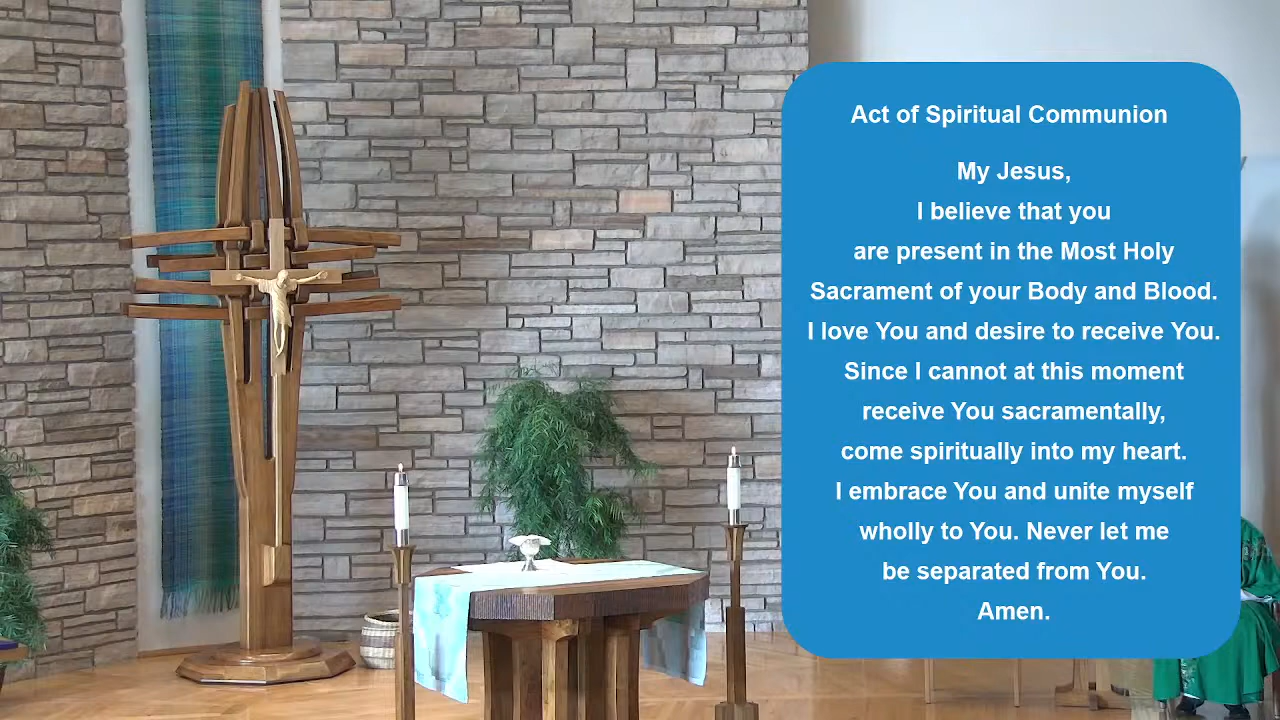 Act of Spiritual Communion
My Jesus,
I believe that you
are present in the Most Holy
Sacrament of your Body and Blood.
I love You and desire to receive You.
Since I cannot at this moment
receive You sacramentally,
come spiritually into my heart.
I embrace You and unite myself
wholly to You. Never let me
be separated from You.
Amen.